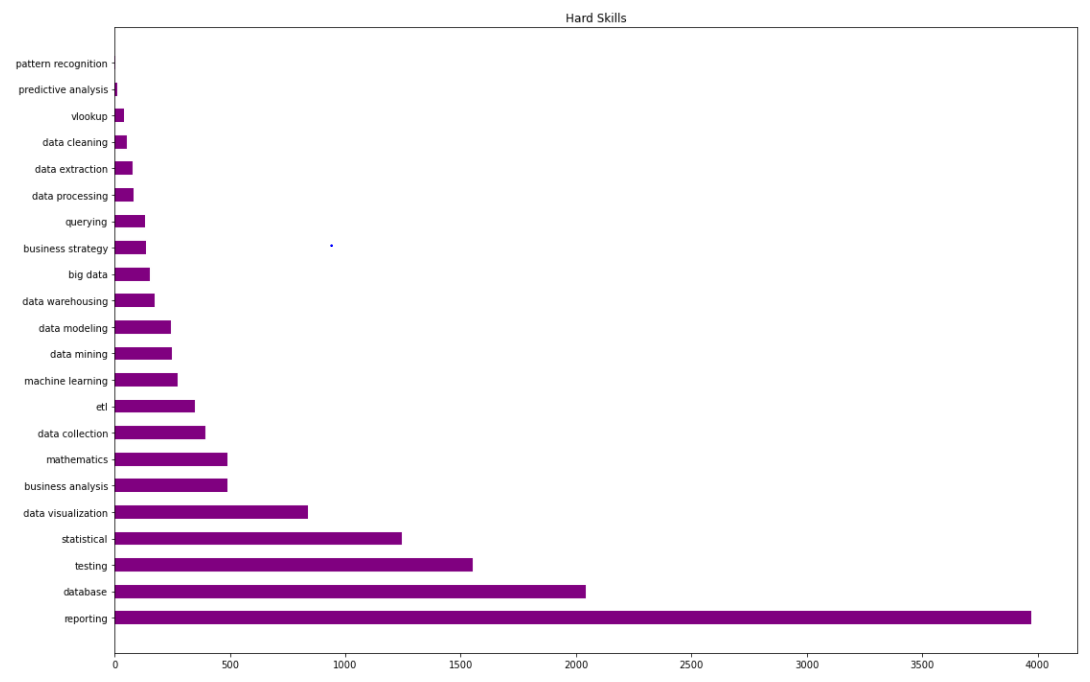 Hard Skills
pattern recognition
predictive analysis
vlookup
data cleaning
data extraction
data processing
querying
business strategy
big data
data warehousing
data modeling
data mining
machine learning
etl
data collection
mathematics
business analysis
data visualization
statistical
testing
database
reporting
0 500 1000 1500 2000 2500 3000 3500 4000